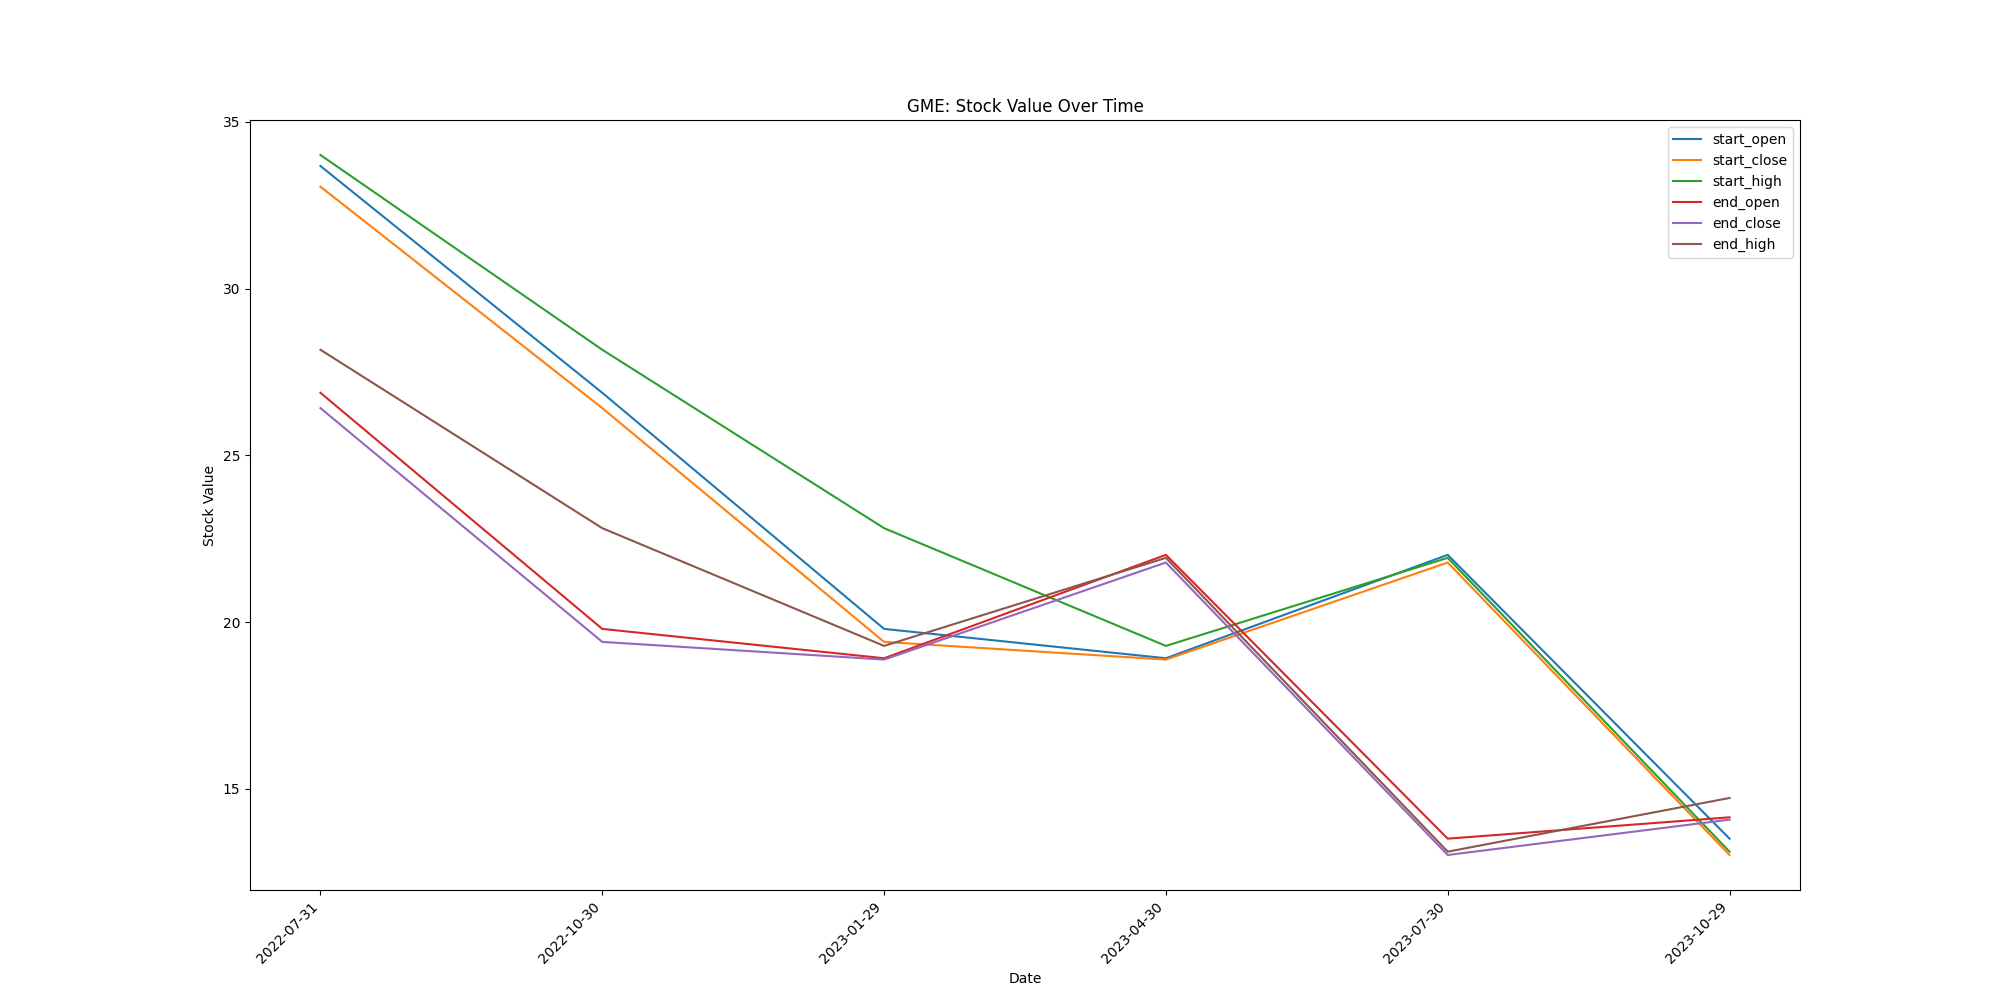 GME: Stock Value Over Time
35
30
25
20
15
Stock Value
start_open
start_close
start_high
end_open
end_close
end_high
2022-07-31
2022-10-30
2023-01-29
2023-04-30
2023-07-30
2023-10-29
Date